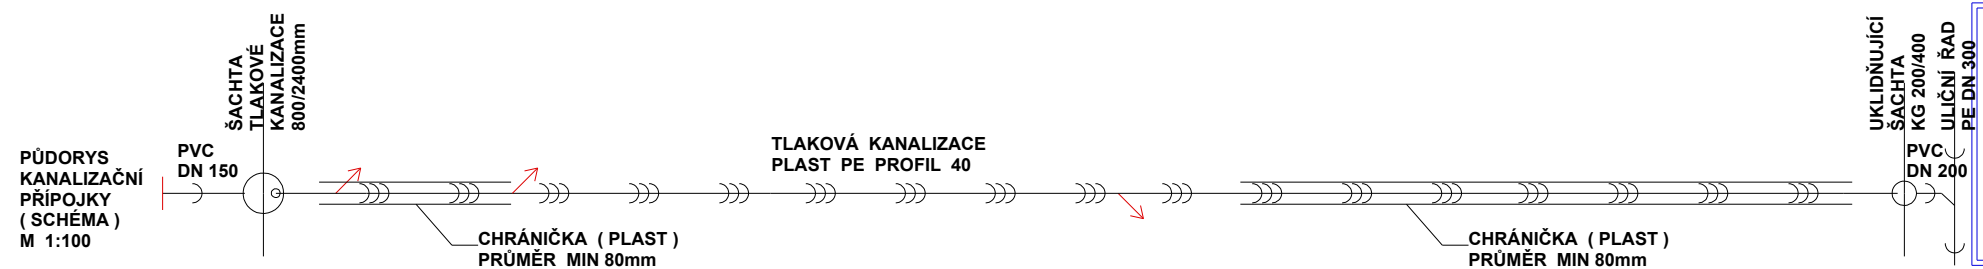 PŮDORYS
KANALIZAČNÍ
PŘÍPOJKY
( SCHÉMA )
M 1:100
PVC
DN 150
ŠACHTA
TLAKOVÉ
KANALIZACE
800/2400mm
CHRÁNIČKA ( PLAST )
PRŮMĚR MIN 80mm
TLAKOVÁ KANALIZACE
PLAST PE PROFIL 40
CHRÁNIČKA ( PLAST )
PRŮMĚR MIN 80mm
UKLIDŇUJÍCÍ
ŠACHTA
KG 200/400
ULIČNÍ ŘAD
PE DN 300
PVC
DN 200